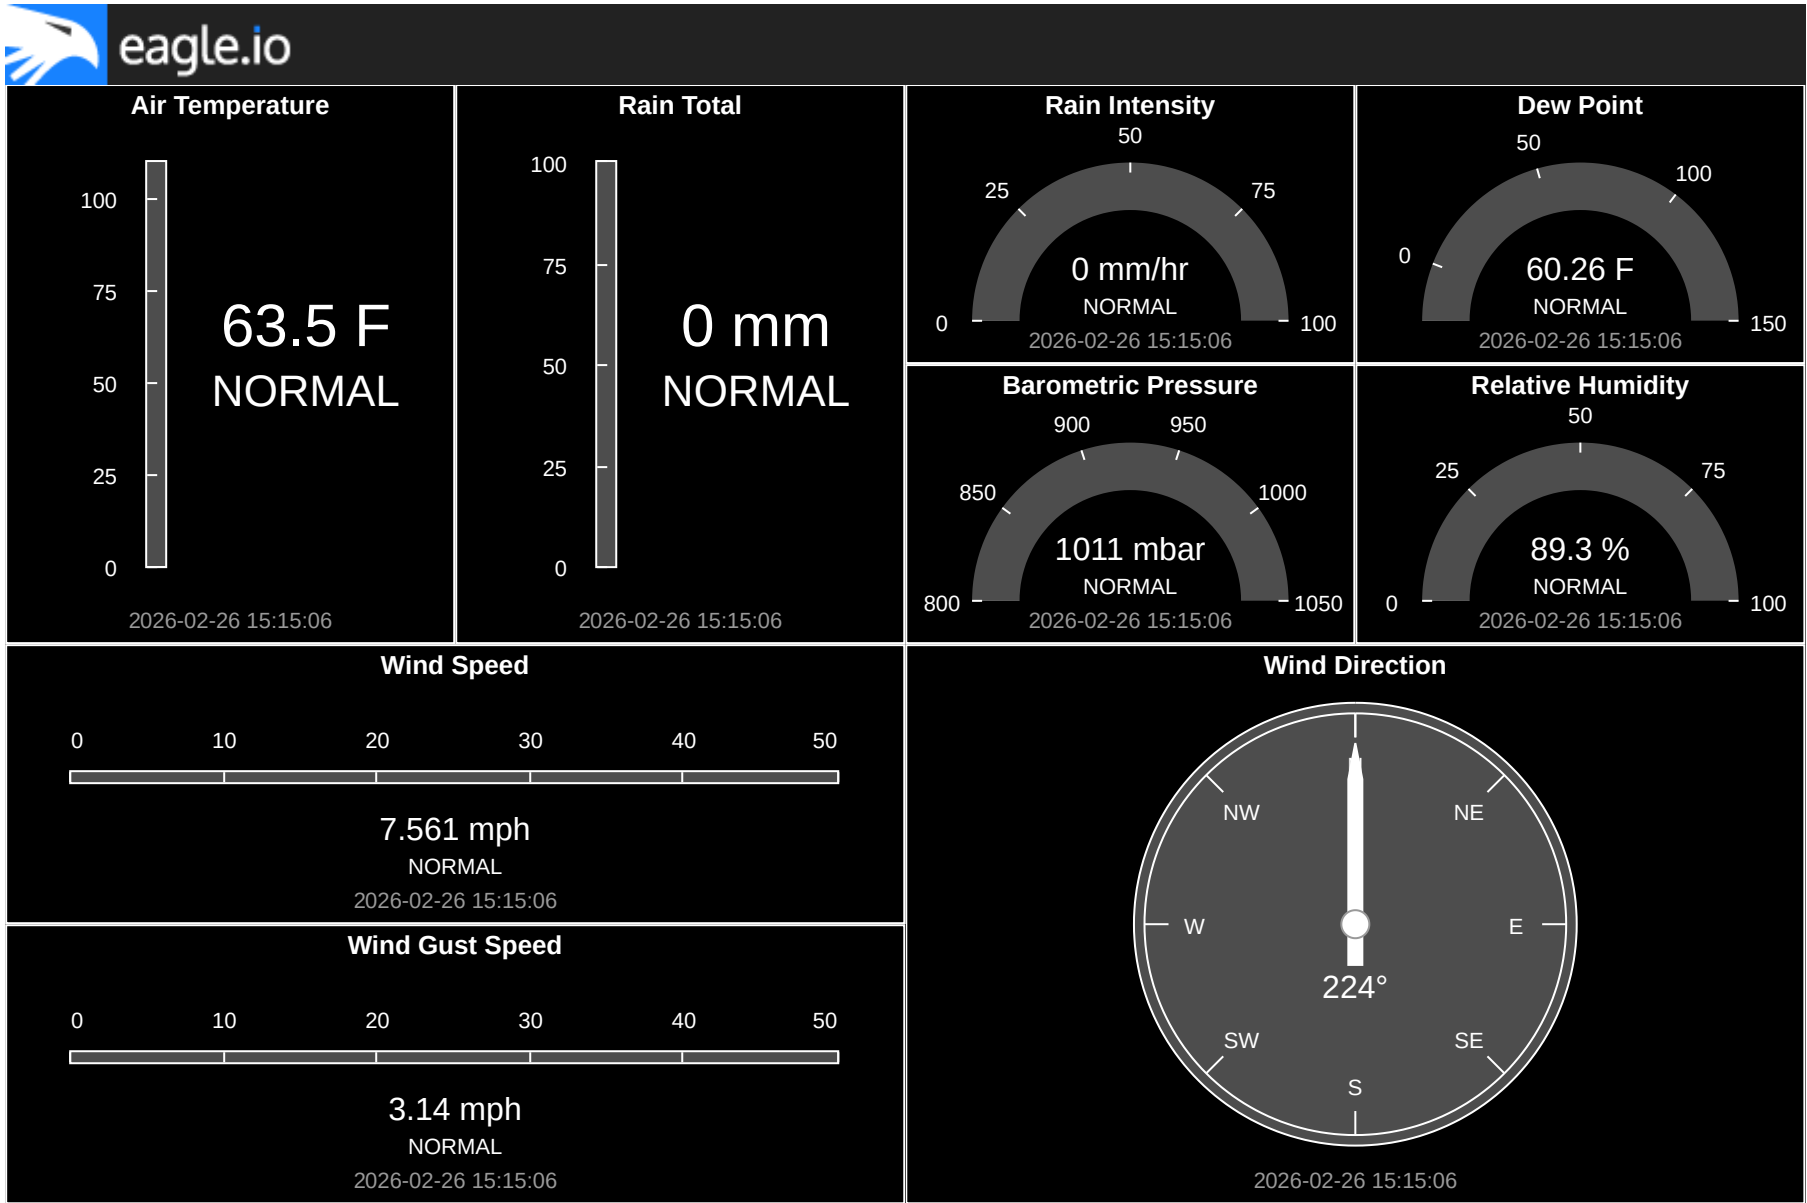 eagle.io
Air Temperature
100
75
50
25
0
63.5 F
NORMAL
2026-02-26 15:15:06
Rain Total
100
75
50
25
0
0 mm
NORMAL
2026-02-26 15:15:06
Rain Intensity
0
25
50
75
100
0 mm/hr
NORMAL
2026-02-26 15:15:06
Dew Point
0
50
100
150
60.26 F
NORMAL
2026-02-26 15:15:06
Barometric Pressure
800
850
900
950
1000
1050
1011 mbar
NORMAL
2026-02-26 15:15:06
Relative Humidity
0
25
50
75
100
89.3 %
NORMAL
2026-02-26 15:15:06
Wind Speed
0 10 20 30 40 50
7.561 mph
NORMAL
2026-02-26 15:15:06
Wind Gust Speed
0 10 20 30 40 50
3.14 mph
NORMAL
2026-02-26 15:15:06
Wind Direction
NW NE
W E
224°
SW SE
S
2026-02-26 15:15:06